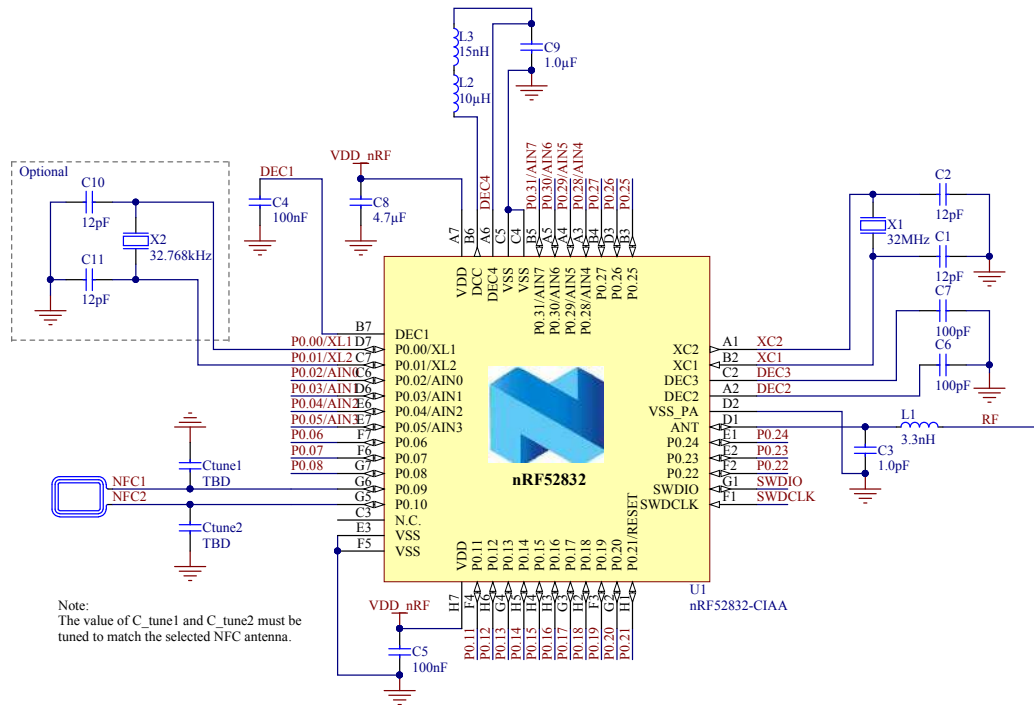 L3
15nH
L2
10µH
C9
1.0µF
Optional
C10
12pF
X2
32.768kHz
C11
12pF
DEC1
C4
100nF
VDD_nRF
C8
4.7µF
DEC4
P0.31/AIN7
P0.30/AIN6
P0.29/AIN5
P0.28/AIN4
P0.27
P0.26
P0.25
A7
B6
A6
C5
C4
B5
A5
A4
A3
B4
D3
B3
VDD
DCC
DEC4
VSS
VSS
P0.31/AIN7
P0.30/AIN6
P0.29/AIN5
P0.28/AIN4
P0.27
P0.26
P0.25
C2
12pF
X1
32MHz
C1
12pF
C7
100pF
C6
100pF
B7 DEC1
P0.00/XL1 D7 P0.00/XL1
P0.01/XL2 C7 P0.01/XL2
P0.02/AIN0 C6 P0.02/AIN0
P0.03/AIN1 D6 P0.03/AIN1
P0.04/AIN2 E6 P0.04/AIN2
P0.05/AIN3 E7 P0.05/AIN3
P0.06 F7 P0.06
P0.07 F6 P0.07
P0.08 G7 P0.08
NFC1 G6 P0.09
NFC2 G5 P0.10
C3 N.C.
E3 VSS
F5 VSS
Ctune1
TBD
Ctune2
TBD
XC2 A1 XC2
XC1 B2 XC1
DEC3 C2 DEC3
DEC2 A2 DEC2
VSS_PA D2
ANT D1
P0.24 E1 P0.24
P0.23 E2 P0.23
P0.22 F2 P0.22
SWDIO G1 SWDIO
SWDCLK F1 SWDCLK
L1
3.3nH
RF
C3
1.0pF
nRF52832
VDD
P0.11
P0.12
P0.13
P0.14
P0.15
P0.16
P0.17
P0.18
P0.19
P0.20
P0.21/RESET
H7
F4
H6
G4
H5
H4
H3
G3
H2
F3
G2
H1
P0.11
P0.12
P0.13
P0.14
P0.15
P0.16
P0.17
P0.18
P0.19
P0.20
P0.21
U1
nRF52832-CIAA
VDD_nRF
C5
100nF
Note:
The value of C_tune1 and C_tune2 must be
tuned to match the selected NFC antenna.